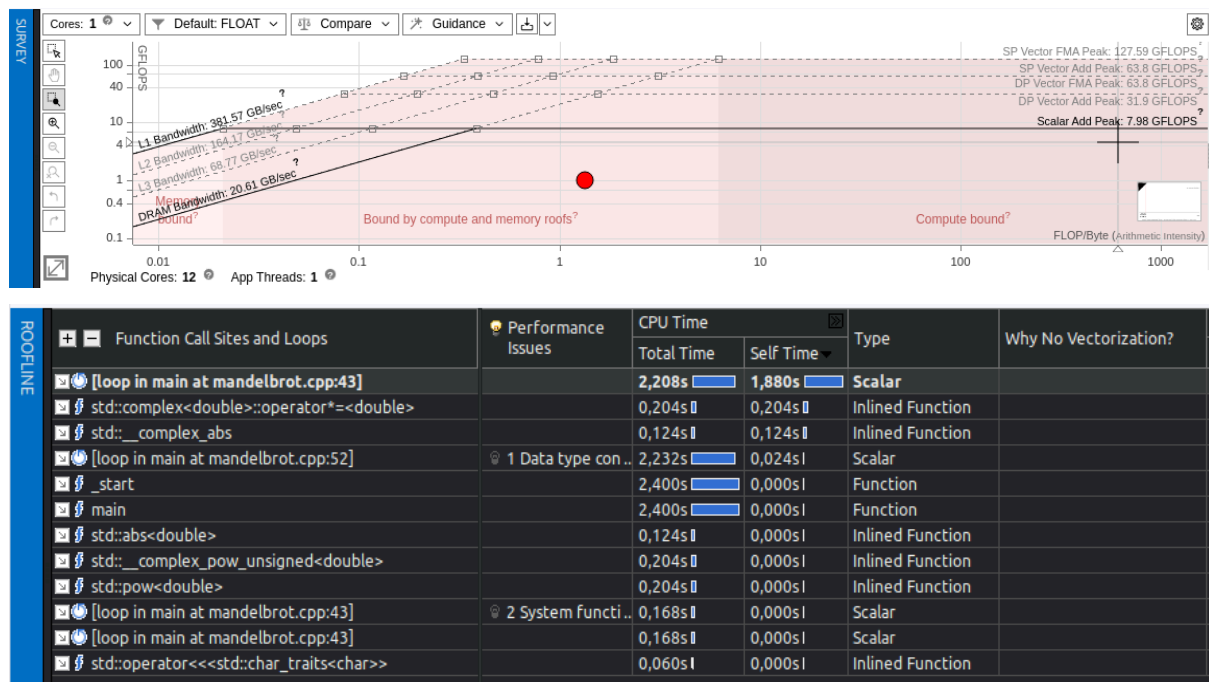 SURVEY
Cores: 1 ? Default: FLOAT Compare Guidance
GFLOPS
100
40
10
4
1
0.4
0.1
L1 Bandwidth: 381.57 GB/sec ?
L2 Bandwidth: 164.17 GB/sec ?
L3 Bandwidth: 68.77 GB/sec
DRAM Bandwidth: 20.61 GB/sec ?
SP Vector FMA Peak: 127.59 GFLOPS ?
SP Vector Add Peak: 63.8 GFLOPS ?
DP Vector FMA Peak: 63.8 GFLOPS ?
DP Vector Add Peak: 31.9 GFLOPS ?
Scalar Add Peak: 7.98 GFLOPS ?
Memory
bound?
Bound by compute and memory roofs?
Compute bound?
FLOP/Byte (Arithmetic Intensity)
0.01 0.1 1 10 100 1000
Physical Cores: 12 ? App Threads: 1 ?
ROOFLINE
+ − Function Call Sites and Loops Performance Issues CPU Time Total Time Self Time Type Why No Vectorization?
[loop in main at mandelbrot.cpp:43] 2,208s 1,880s Scalar
std::complex<double>::operator*=<double> 0,204s 0,204s Inlined Function
std::__complex_abs 0,124s 0,124s Inlined Function
[loop in main at mandelbrot.cpp:52] 1 Data type con .. 2,232s 0,024s Scalar
_start 2,400s 0,000s Function
main 2,400s 0,000s Function
std::abs<double> 0,124s 0,000s Inlined Function
std::__complex_pow_unsigned<double> 0,204s 0,000s Inlined Function
std::pow<double> 0,204s 0,000s Inlined Function
[loop in main at mandelbrot.cpp:43] 2 System functi .. 0,168s 0,000s Scalar
[loop in main at mandelbrot.cpp:43] 0,168s 0,000s Scalar
std::operator<<<std::char_traits<char>> 0,060s 0,000s Inlined Function